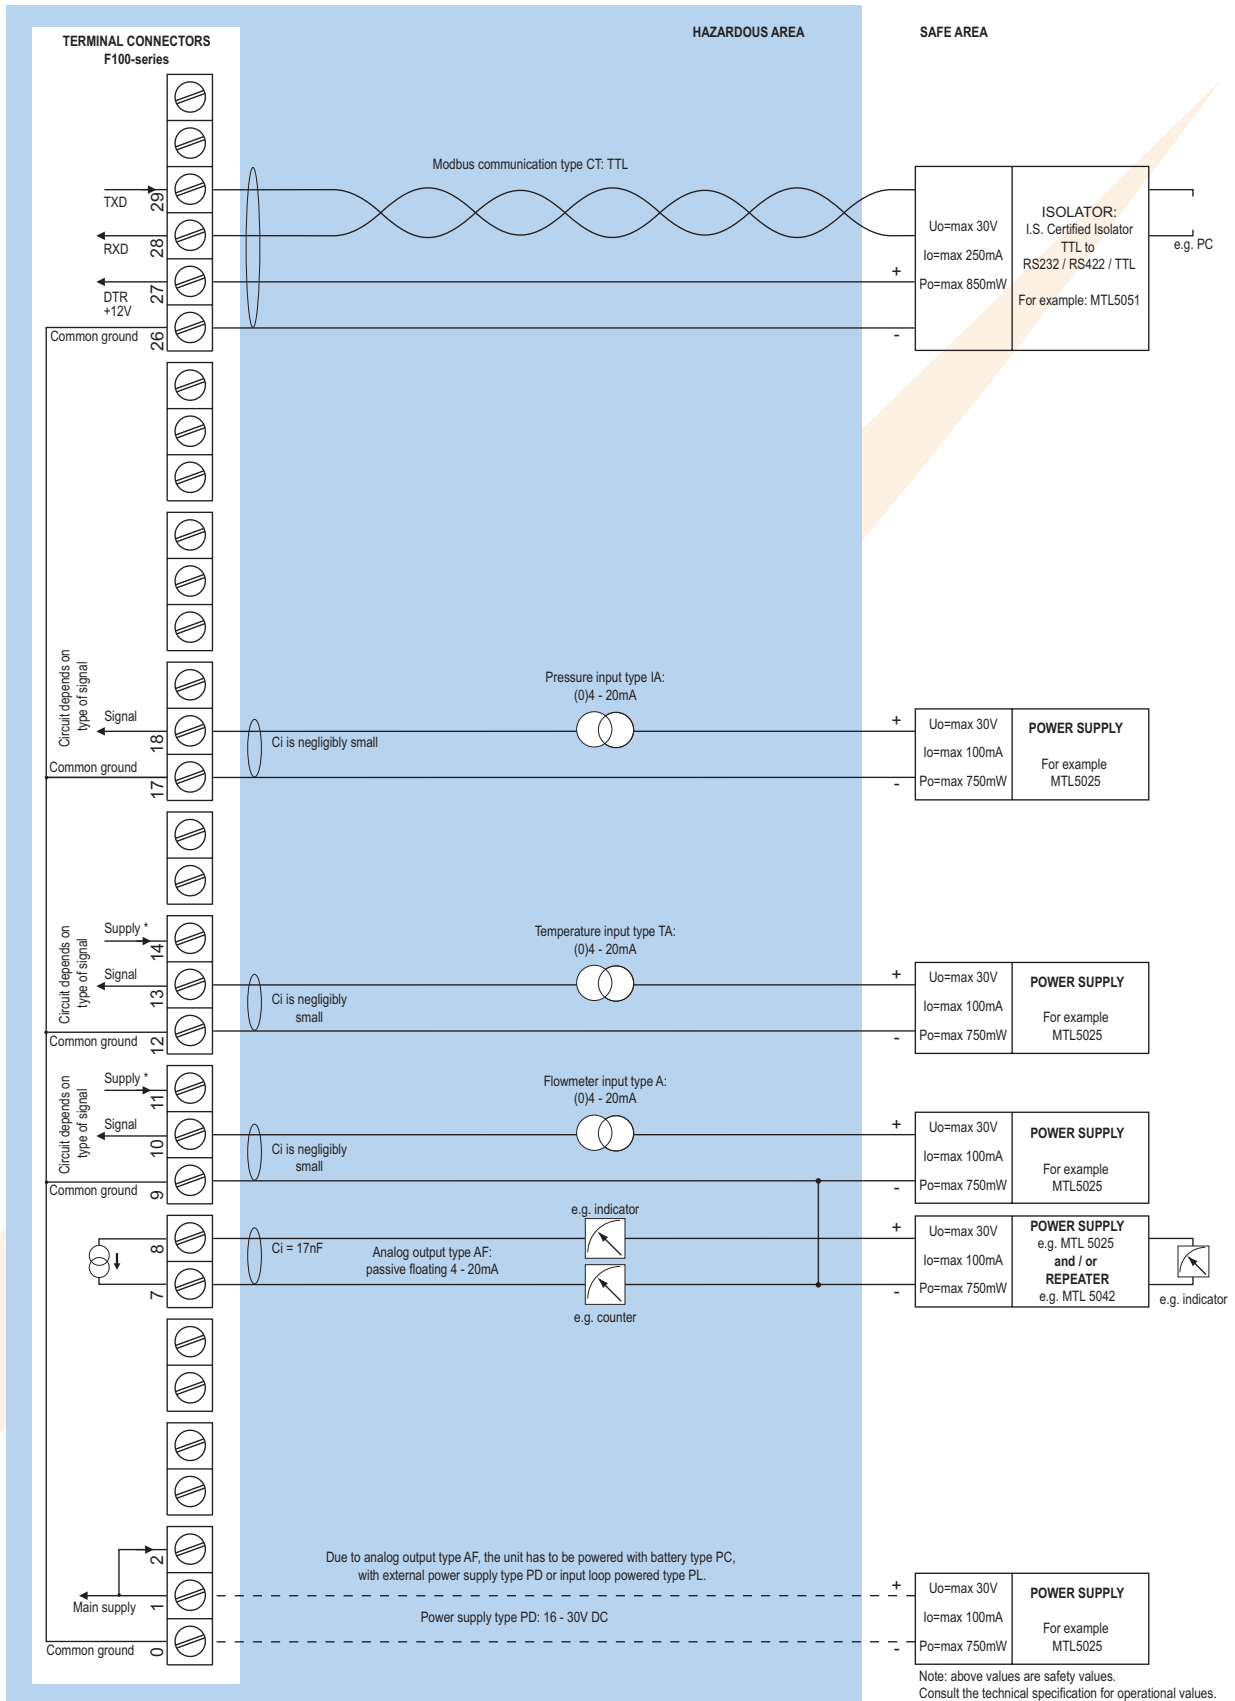 TERMINAL CONNECTORS
F100-series
HAZARDOUS AREA
SAFE AREA
Modbus communication type CT: TTL
TXD
29
RXD
28
DTR
+12V
27
Common ground
26
+
-
Uo=max 30V
Io=max 250mA
Po=max 850mW
ISOLATOR:
I.S. Certified Isolator
TTL to
RS232 / RS422 / TTL
For example: MTL5051
e.g. PC
Circuit depends on
type of signal
Signal
18
Common ground
17
Ci is negligibly small
Pressure input type IA:
(0)4 - 20mA
+
-
Uo=max 30V
Io=max 100mA
Po=max 750mW
POWER SUPPLY
For example
MTL5025
Circuit depends on
type of signal
Supply *
14
Signal
13
Common ground
12
Ci is negligibly
small
Temperature input type TA:
(0)4 - 20mA
+
-
Uo=max 30V
Io=max 100mA
Po=max 750mW
POWER SUPPLY
For example
MTL5025
Circuit depends on
type of signal
Supply *
11
Signal
10
Common ground
9
Ci is negligibly
small
Flowmeter input type A:
(0)4 - 20mA
+
-
Uo=max 30V
Io=max 100mA
Po=max 750mW
POWER SUPPLY
For example
MTL5025
8
7
Ci = 17nF
Analog output type AF:
passive floating 4 - 20mA
e.g. indicator
e.g. counter
+
-
Uo=max 30V
Io=max 100mA
Po=max 750mW
POWER SUPPLY
e.g. MTL 5025
and / or
REPEATER
e.g. MTL 5042
e.g. indicator
2
Main supply
1
Common ground
0
Due to analog output type AF, the unit has to be powered with battery type PC,
with external power supply type PD or input loop powered type PL.
Power supply type PD: 16 - 30V DC
+
-
Uo=max 30V
Io=max 100mA
Po=max 750mW
POWER SUPPLY
For example
MTL5025
Note: above values are safety values.
Consult the technical specification for operational values.